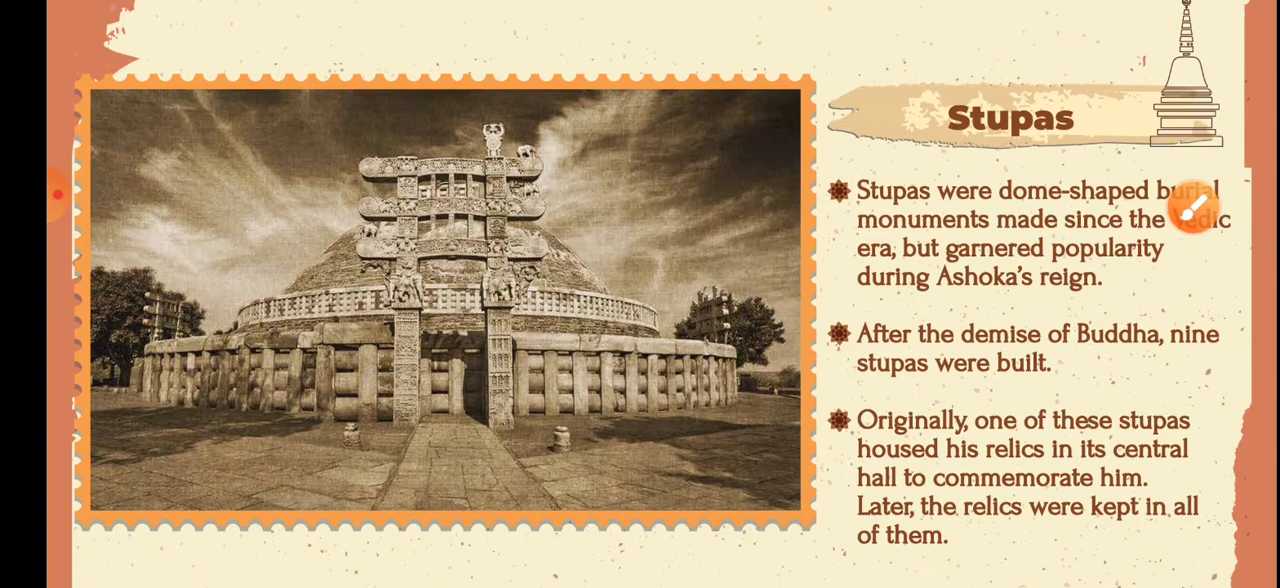 Stupas
Stupas were dome-shaped burial
monuments made since the Vedic
era, but garnered popularity
during Ashoka's reign.
After the demise of Buddha, nine
stupas were built.
Originally, one of these stupas
housed his relics in its central
hall to commemorate him.
Later, the relics were kept in all
of them.